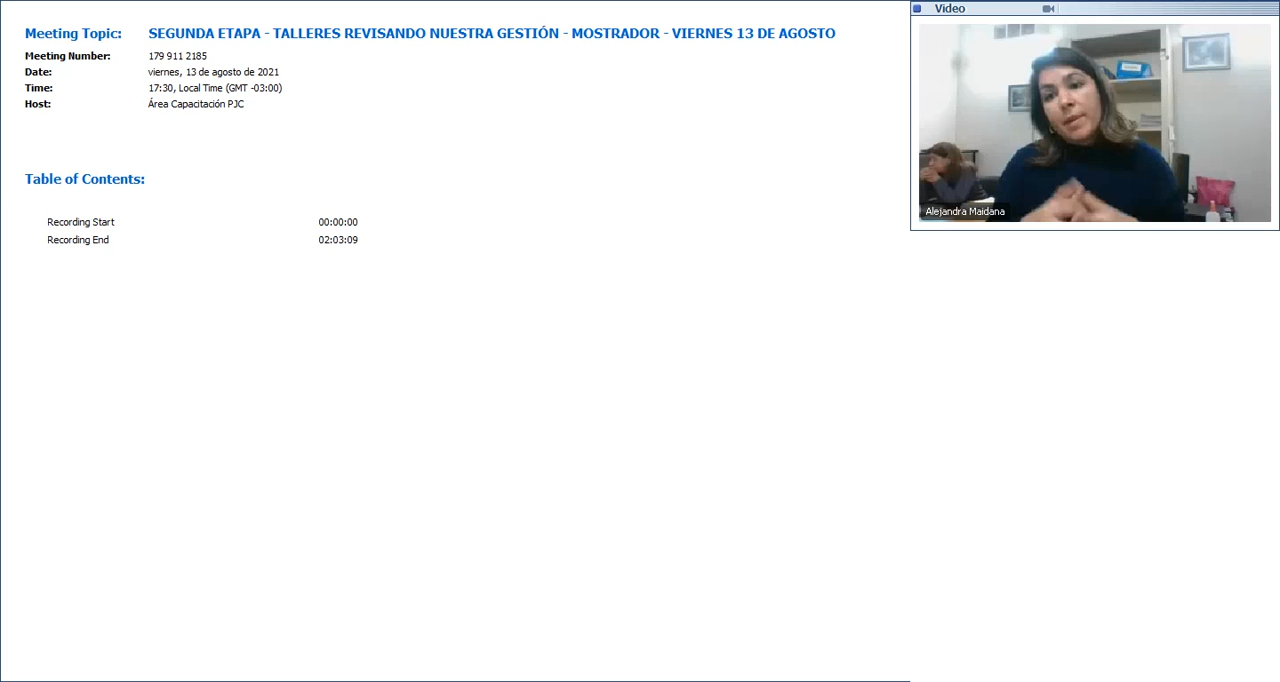 Meeting Topic: SEGUNDA ETAPA - TALLERES REVISANDO NUESTRA GESTIÓN - MOSTRADOR - VIERNES 13 DE AGOSTO
Meeting Number: 179 911 2185
Date: viernes, 13 de agosto de 2021
Time: 17:30, Local Time (GMT -03:00)
Host: Área Capacitación PJC
Table of Contents:
Recording Start 00:00:00
Recording End 02:03:09
Video
Alejandra Maidana